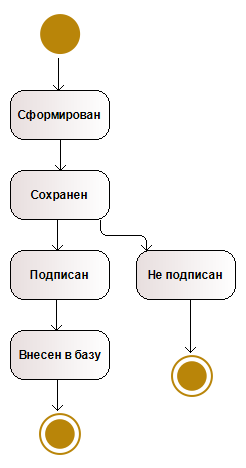 Сформирован
Сохранен
Подписан
Не подписан
Внесен в базу